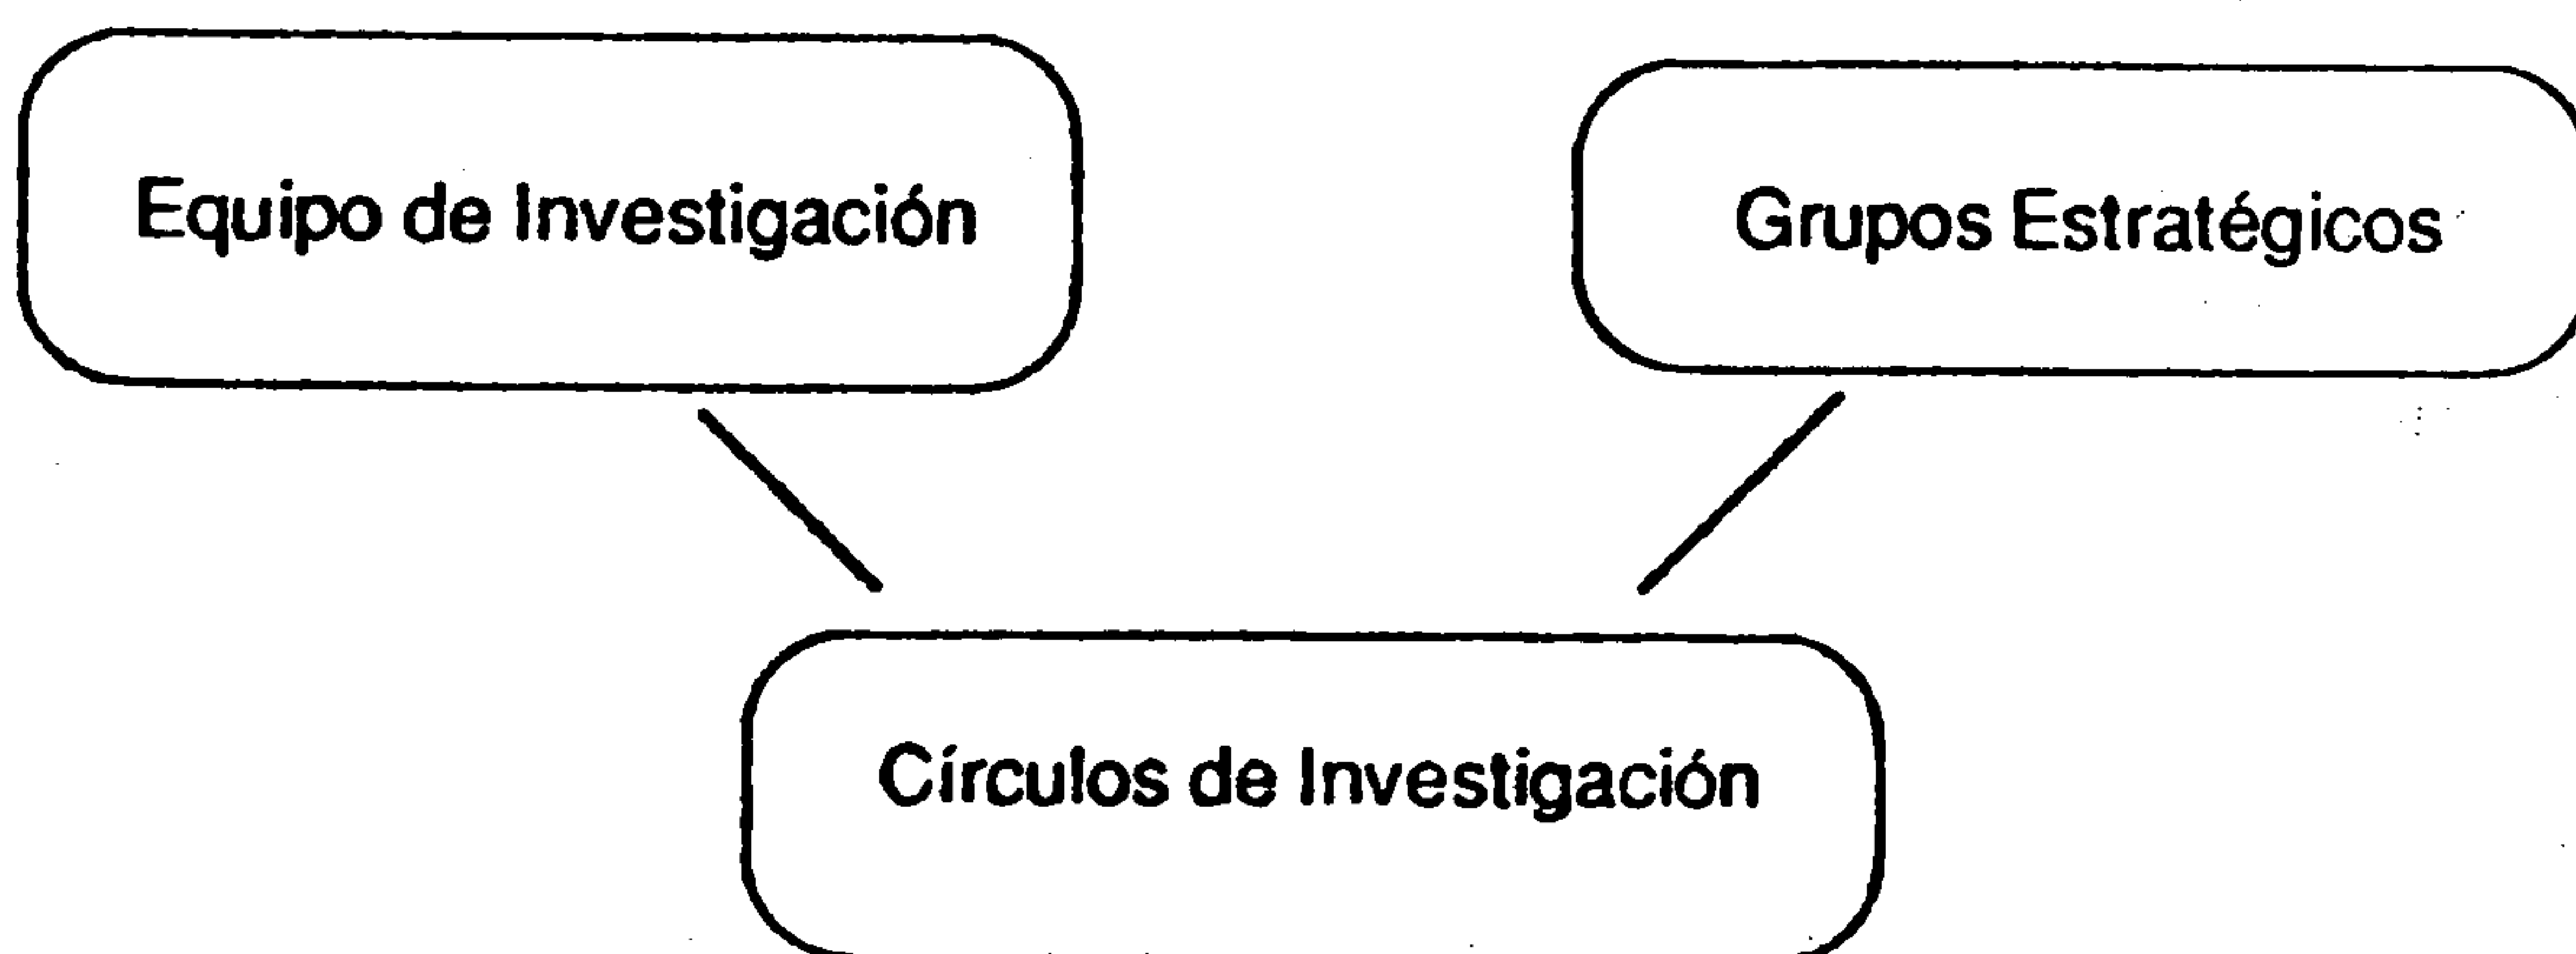 Equipo de Investigación
Grupos Estratégicos
Círculos de Investigación